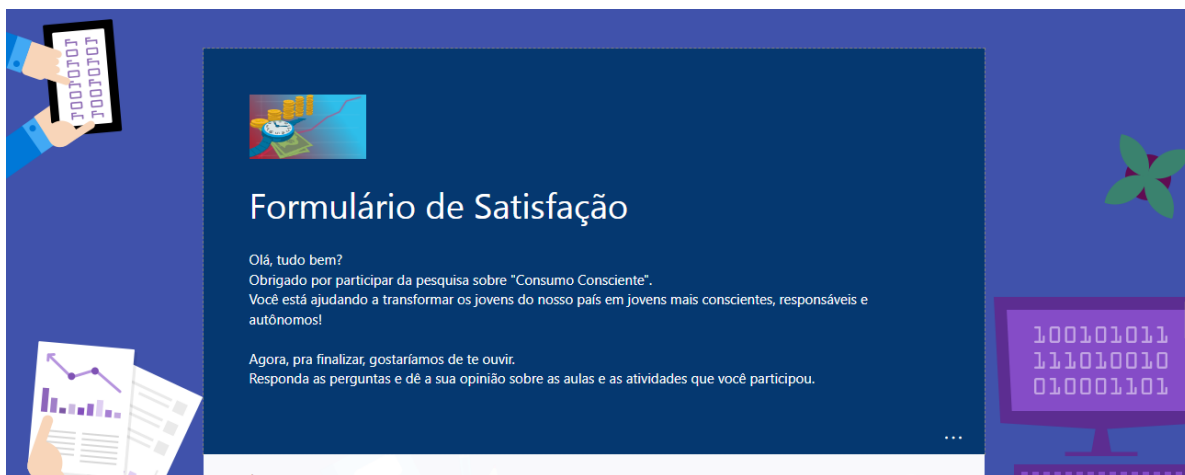 Formulário de Satisfação
Olá, tudo bem?
Obrigado por participar da pesquisa sobre "Consumo Consciente".
Você está ajudando a transformar os jovens do nosso país em jovens mais conscientes, responsáveis e
autônomos!
Agora, pra finalizar, gostaríamos de te ouvir.
Responda as perguntas e dê a sua opinião sobre as aulas e as atividades que você participou.
...
100101011
111010010
010001101